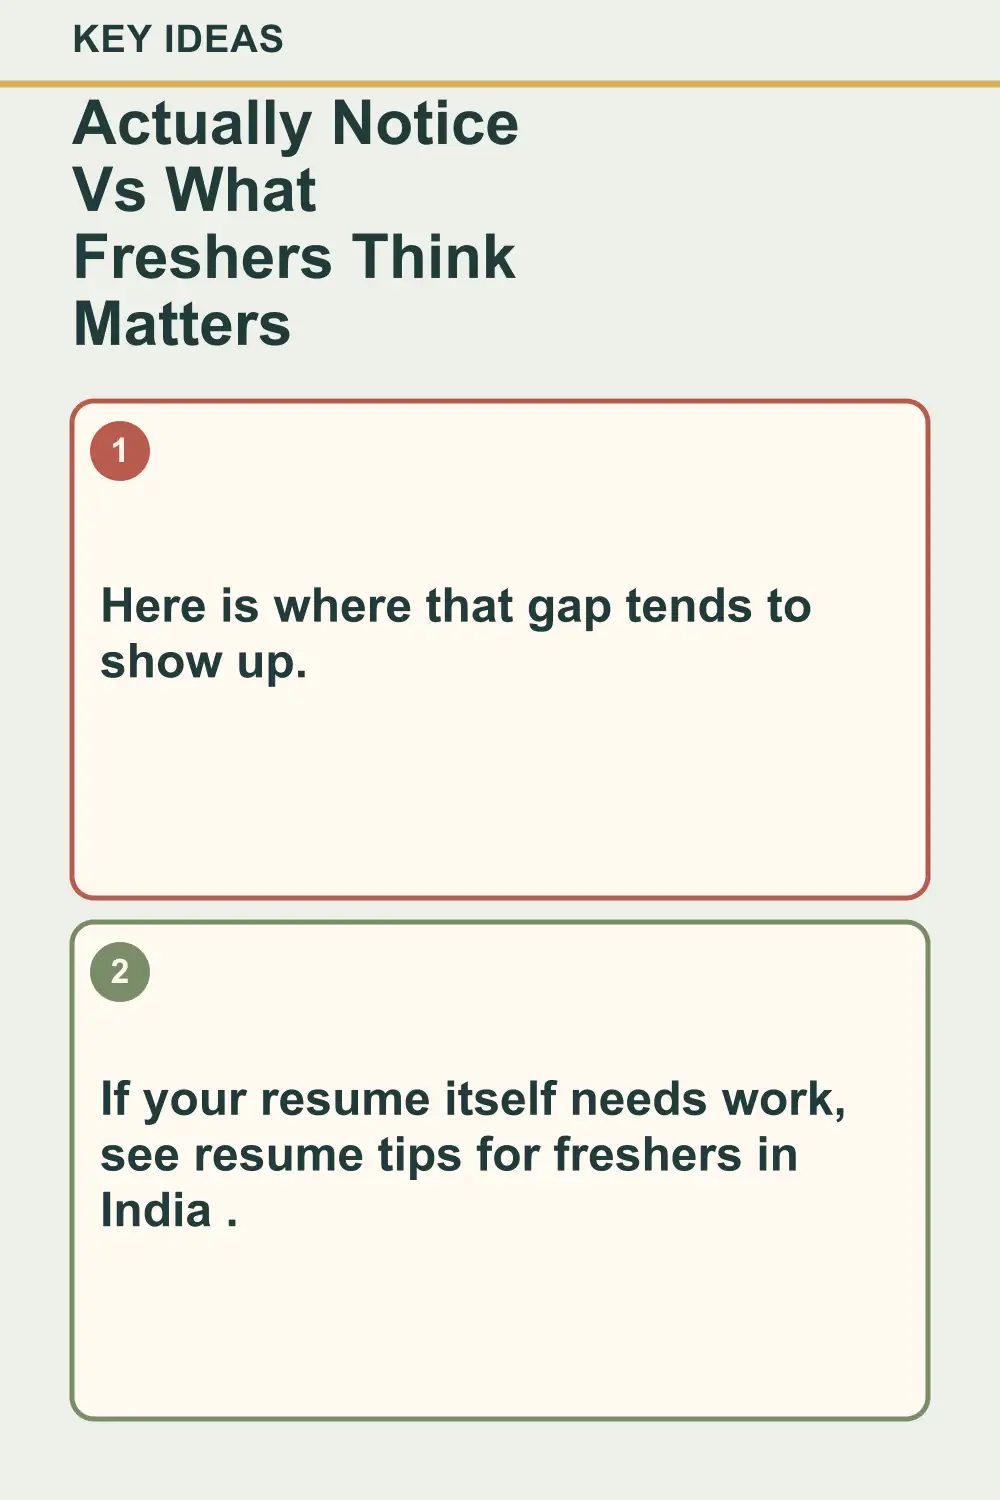 KEY IDEAS
Actually Notice
Vs What
Freshers Think
Matters
1
Here is where that gap tends to
show up.
2
If your resume itself needs work,
see resume tips for freshers in
India .